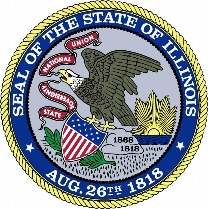 SEAL OF THE STATE OF ILLINOIS
AUG. 26TH 1818
STATE
SOVEREIGNTY
NATIONAL
UNION
1868
1818